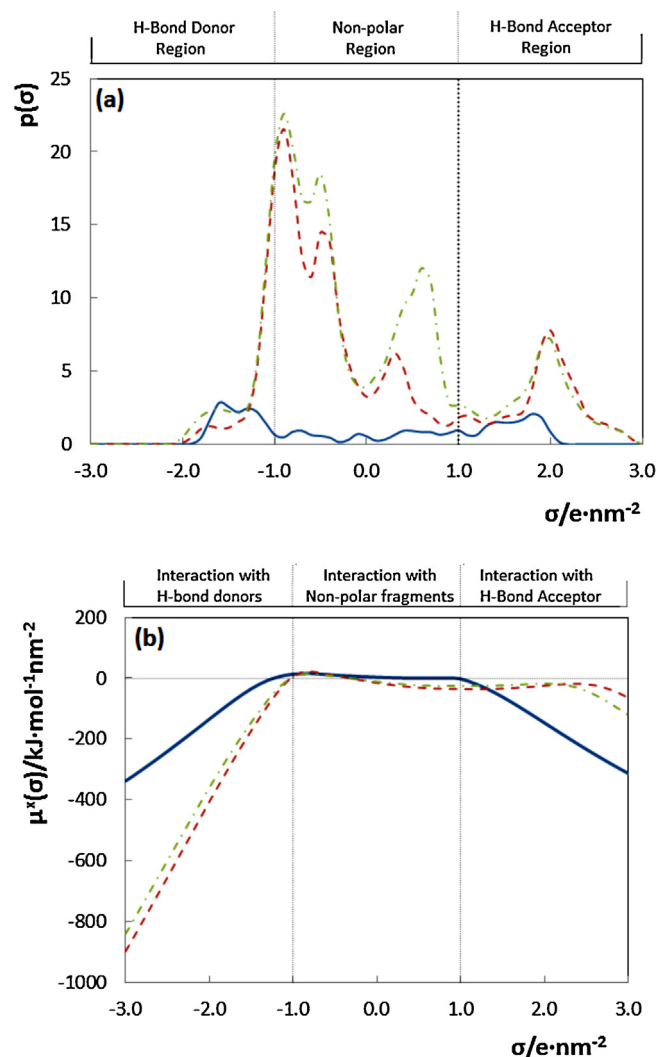 H-Bond Donor Region
Non-polar Region
H-Bond Acceptor Region
(a)
p(σ)
25
20
15
10
5
0
-3.0 -2.0 -1.0 0.0 1.0 2.0 3.0
σ/e·nm⁻²
Interaction with H-bond donors
Interaction with Non-polar fragments
Interaction with H-Bond Acceptor
(b)
μˣ(σ)/kJ·mol⁻¹nm⁻²
200
0
-200
-400
-600
-800
-1000
-3.0 -2.0 -1.0 0.0 1.0 2.0 3.0
σ/e·nm⁻²